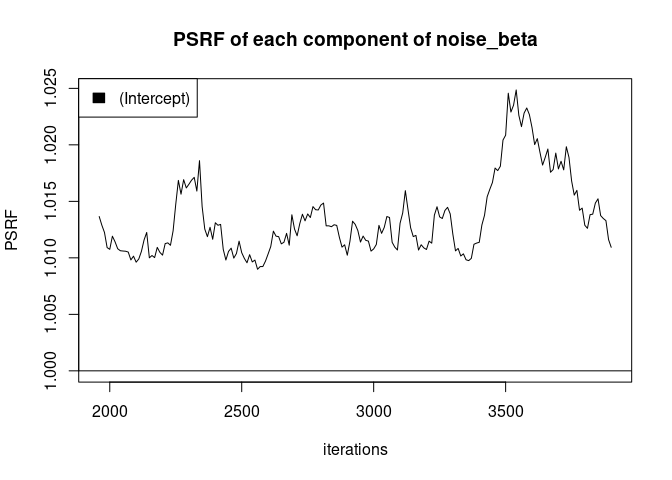 PSRF of each component of noise_beta
(Intercept)
PSRF
1.025
1.020
1.015
1.010
1.005
1.000
2000 2500 3000 3500
iterations